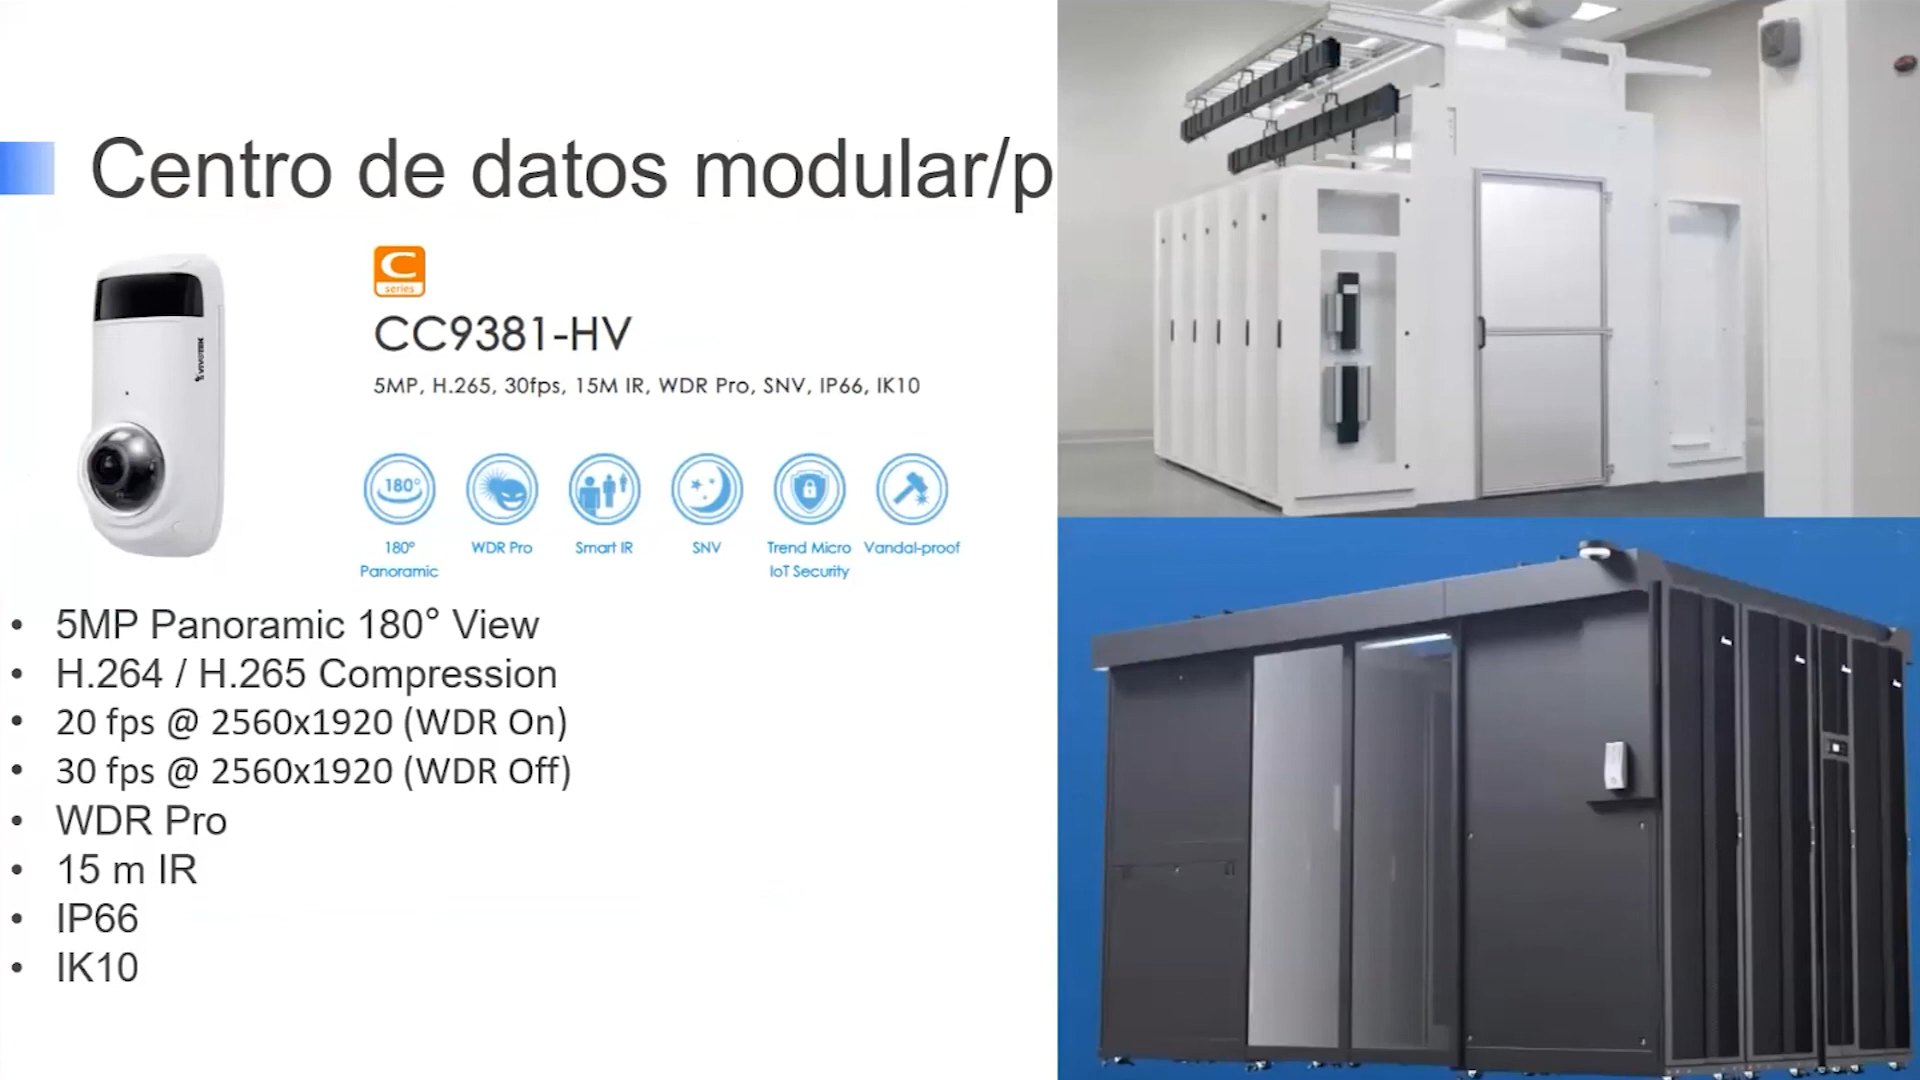 Centro de datos modular/p
C
series
CC9381-HV
5MP, H.265, 30fps, 15M IR, WDR Pro, SNV, IP66, IK10
VIVOTEK
180°
180°
Panoramic
WDR Pro
Smart IR
SNV
Trend Micro
IoT Security
Vandal-proof
• 5MP Panoramic 180° View
• H.264 / H.265 Compression
• 20 fps @ 2560x1920 (WDR On)
• 30 fps @ 2560x1920 (WDR Off)
• WDR Pro
• 15 m IR
• IP66
• IK10